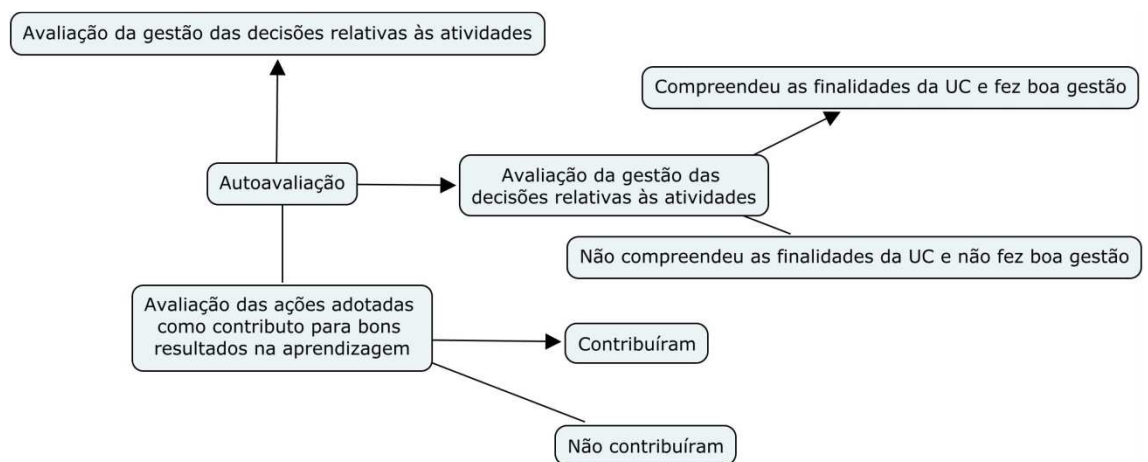 Avaliação da gestão das decisões relativas às atividades
Compreendeu as finalidades da UC e fez boa gestão
Autoavaliação
Avaliação da gestão das
decisões relativas às atividades
Não compreendeu as finalidades da UC e não fez boa gestão
Avaliação das ações adotadas
como contributo para bons
resultados na aprendizagem
Contribuíram
Não contribuíram